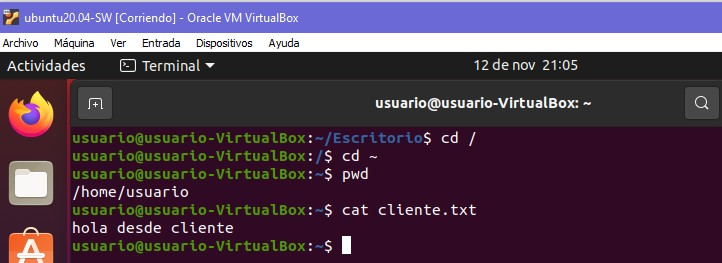 ubuntu20.04-SW [Corriendo] - Oracle VM VirtualBox
Archivo Máquina Ver Entrada Dispositivos Ayuda
Actividades Terminal 12 de nov 21:05
usuario@usuario-VirtualBox: ~
usuario@usuario-VirtualBox:~/Escritorio$ cd /
usuario@usuario-VirtualBox:/$ cd ~
usuario@usuario-VirtualBox:~$ pwd
/home/usuario
usuario@usuario-VirtualBox:~$ cat cliente.txt
hola desde cliente
usuario@usuario-VirtualBox:~$